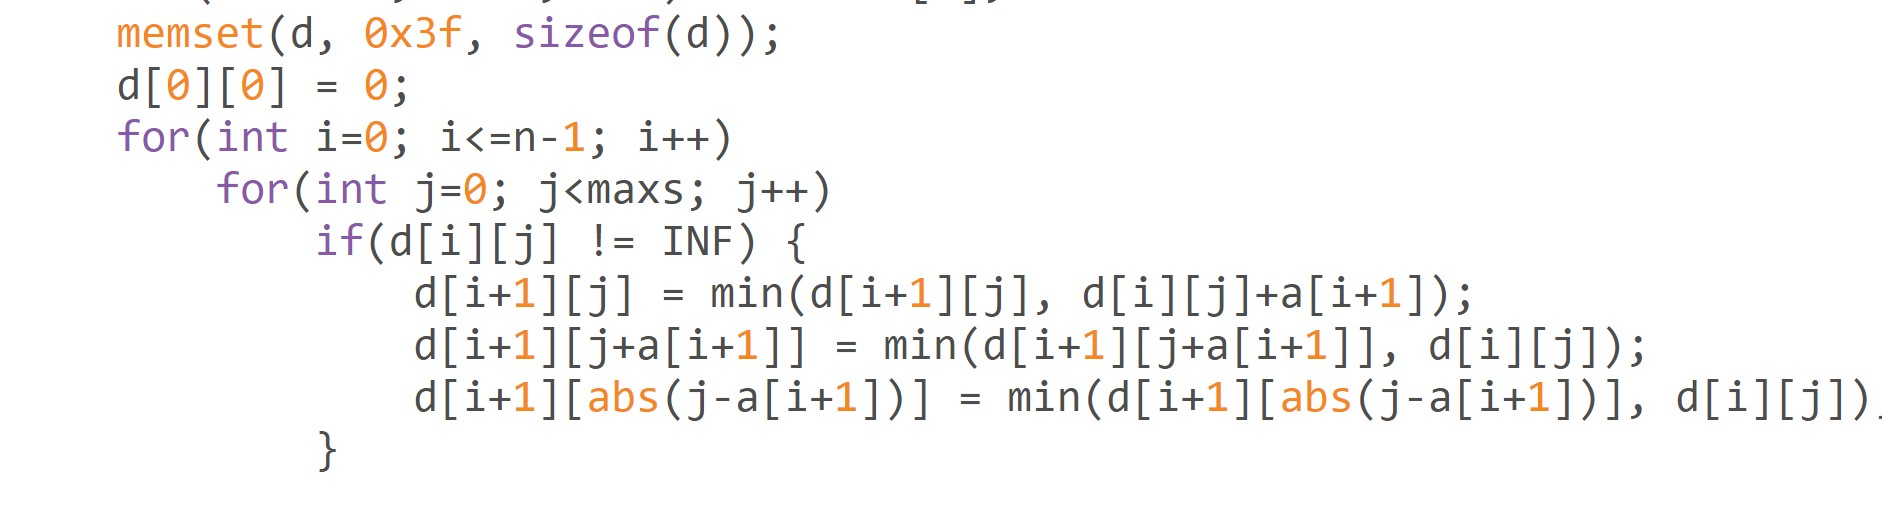 memset(d, 0x3f, sizeof(d));
d[0][0] = 0;
for(int i=0; i<=n-1; i++)
for(int j=0; j<maxs; j++)
if(d[i][j] != INF) {
d[i+1][j] = min(d[i+1][j], d[i][j]+a[i+1]);
d[i+1][j+a[i+1]] = min(d[i+1][j+a[i+1]], d[i][j]);
d[i+1][abs(j-a[i+1])] = min(d[i+1][abs(j-a[i+1])], d[i][j])
}